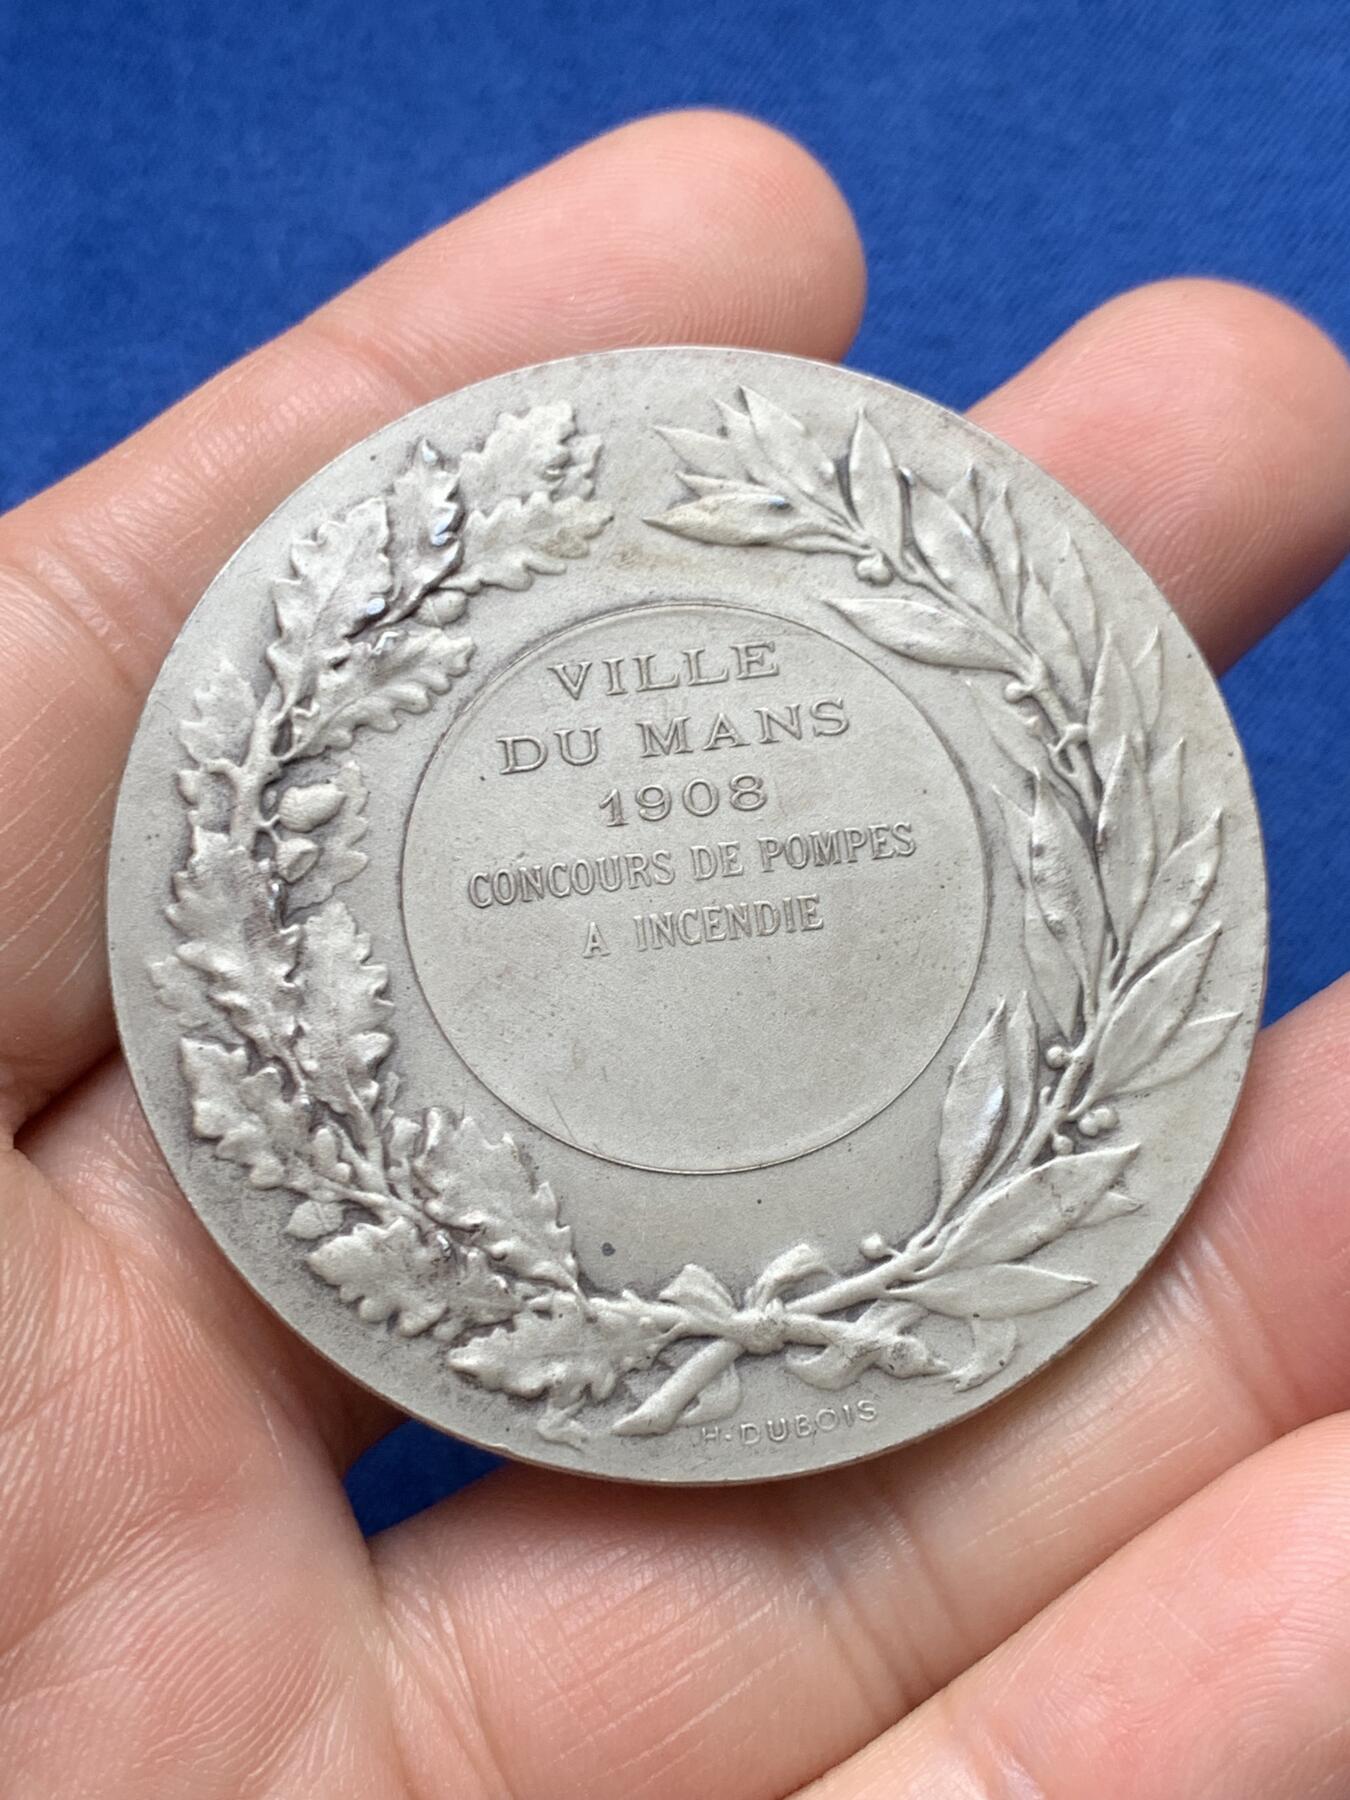 VILLE
DU MANS
1908
CONCOURS DE POMPES
A INCENDIE
H. DUBOIS